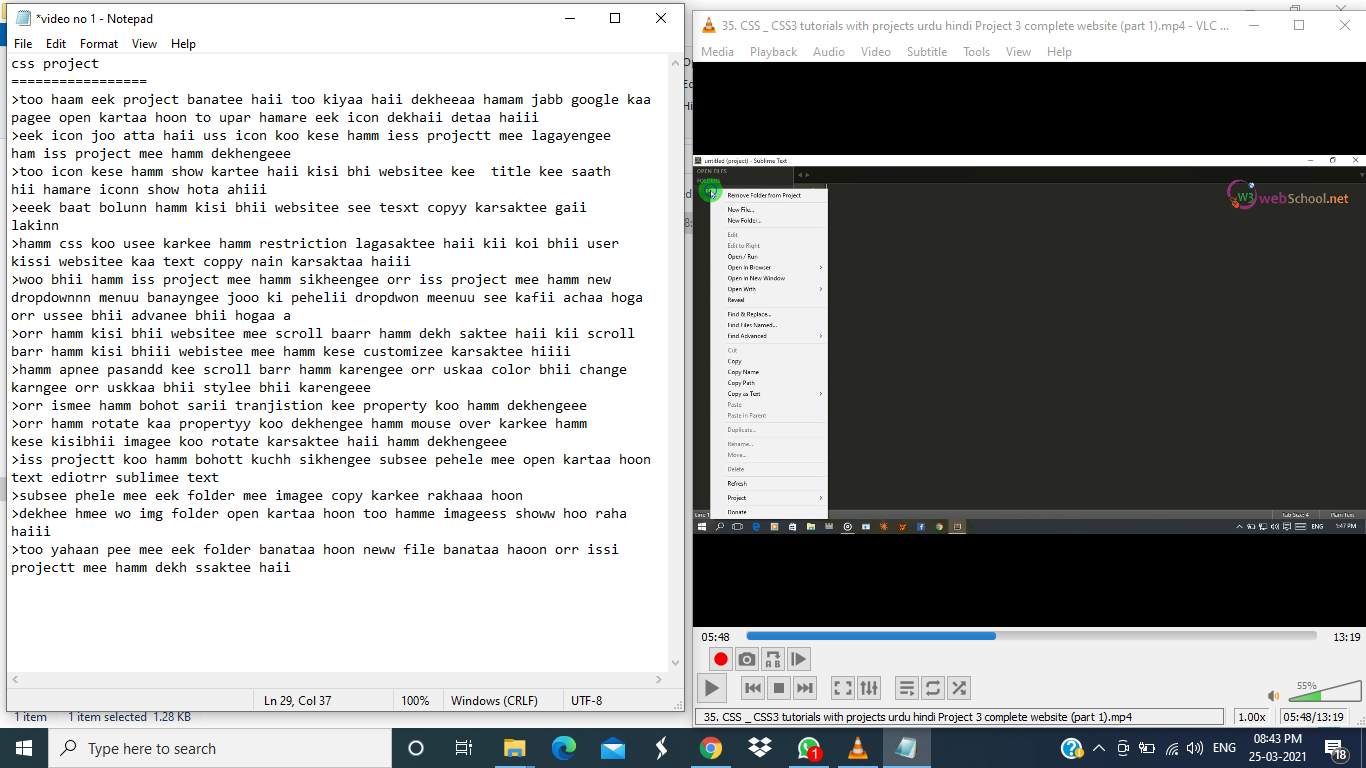 *video no 1 - Notepad
File Edit Format View Help
css project
=================
>too haam eek project banatee haii too kiyaa haii dekheeaa hamam jabb google kaa
pagee open kartaa hoon to upar hamare eek icon dekhaii detaa haiii
>eek icon joo atta haii uss icon koo kese hamm iess projectt mee lagayengee
ham iss project mee hamm dekhengeee
>too icon kese hamm show kartee haii kisi bhi websitee kee  title kee saath
hii hamare iconn show hota ahiii
>eeek baat bolunn hamm kisi bhii websitee see tesxt copyy karsaktee gaii
lakinn
>hamm css koo usee karkee hamm restriction lagasaktee haii kii koi bhii user
kissi websitee kaa text coppy nain karsaktaa haiii
>woo bhii hamm iss project mee hamm sikheengee orr iss project mee hamm new
dropdownnn menuu banayngee jooo ki pehelii dropdwon meenuu see kafii achaa hoga
orr ussee bhii advanee bhii hogaa a
>orr hamm kisi bhii websitee mee scroll baarr hamm dekh saktee haii kii scroll
barr hamm kisi bhiii webistee mee hamm kese customizee karsaktee hiiii
>hamm apnee pasandd kee scroll barr hamm karengee orr uskaa color bhii change
karngee orr uskkaa bhii stylee bhii karengeee
>orr ismee hamm bohot sarii tranjistion kee property koo hamm dekhengeee
>orr hamm rotate kaa propertyy koo dekhengee hamm mouse over karkee hamm
kese kisibhii imagee koo rotate karsaktee haii hamm dekhengeee
>iss projectt koo hamm bohott kuchh sikhengee subsee pehele mee open kartaa hoon
text ediotrr sublimee text
>subsee phele mee eek folder mee imagee copy karkee rakhaaa hoon
>dekhee hmee wo img folder open kartaa hoon too hamme imageess showw hoo raha
haiii
>too yahaan pee mee eek folder banataa hoon neww file banataa haoon orr issi
projectt mee hamm dekh ssaktee haii
Ln 29, Col 37 100% Windows (CRLF) UTF-8
1 item 1 item selected 1.28 KB
35. CSS _ CSS3 tutorials with projects urdu hindi Project 3 complete website (part 1).mp4 - VLC ...
Media Playback Audio Video Subtitle Tools View Help
untitled (project) - Sublime Text
OPEN FILES
FOLDERS
W3 webSchool.net
Remove Folder from Project
New File...
New Folder...
Edit
Edit to Right
Open / Run
Open In Browser
Open In New Window
Open With
Reveal
Find & Replace...
Find Files Named...
Find Advanced
Cut
Copy
Copy Name
Copy Path
Copy as Text
Paste
Paste in Parent
Duplicate...
Rename...
Move...
Delete
Refresh
Project
Donate
Tab Size: 4 Plain Text
ENG 1:47 PM
05:48 13:19
A B
55%
35. CSS _ CSS3 tutorials with projects urdu hindi Project 3 complete website (part 1).mp4 1.00x 05:48/13:19
Type here to search
1
ENG
08:43 PM
25-03-2021
18